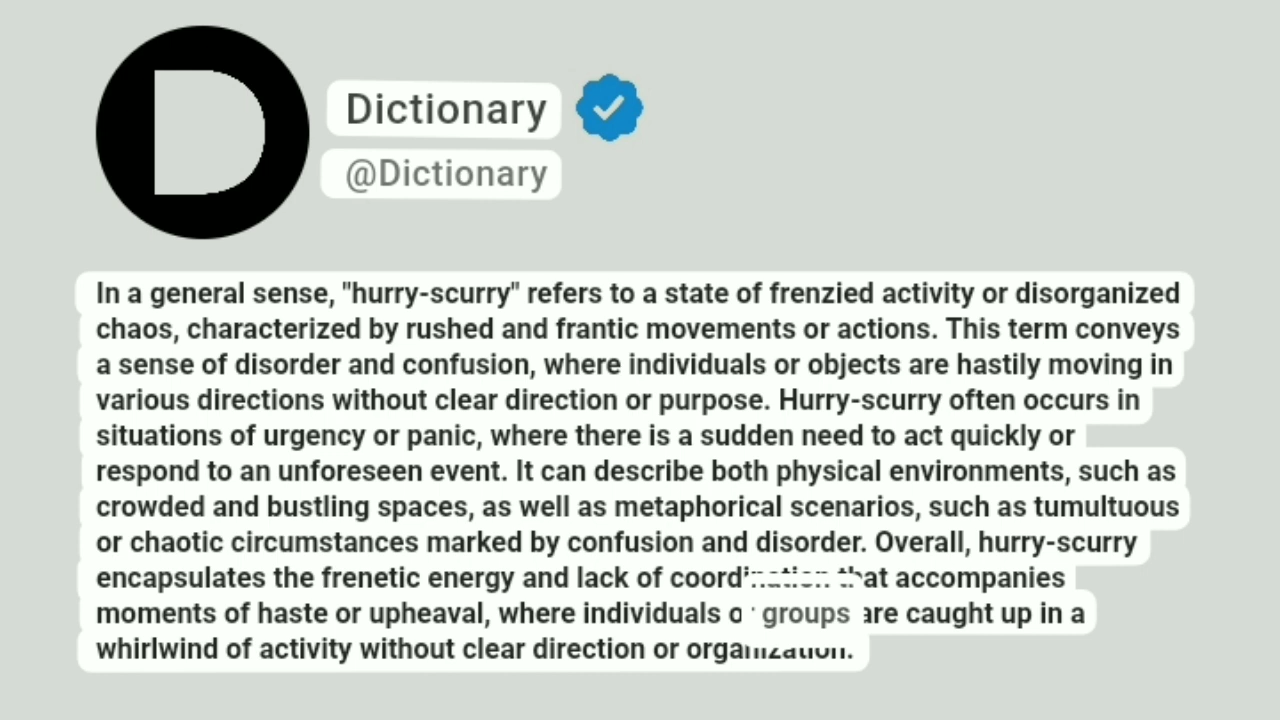 D
Dictionary
@Dictionary
In a general sense, "hurry-scurry" refers to a state of frenzied activity or disorganized
chaos, characterized by rushed and frantic movements or actions. This term conveys
a sense of disorder and confusion, where individuals or objects are hastily moving in
various directions without clear direction or purpose. Hurry-scurry often occurs in
situations of urgency or panic, where there is a sudden need to act quickly or
respond to an unforeseen event. It can describe both physical environments, such as
crowded and bustling spaces, as well as metaphorical scenarios, such as tumultuous
or chaotic circumstances marked by confusion and disorder. Overall, hurry-scurry
encapsulates the frenetic energy and lack of coordination that accompanies
moments of haste or upheaval, where individuals or groups are caught up in a
whirlwind of activity without clear direction or organization.